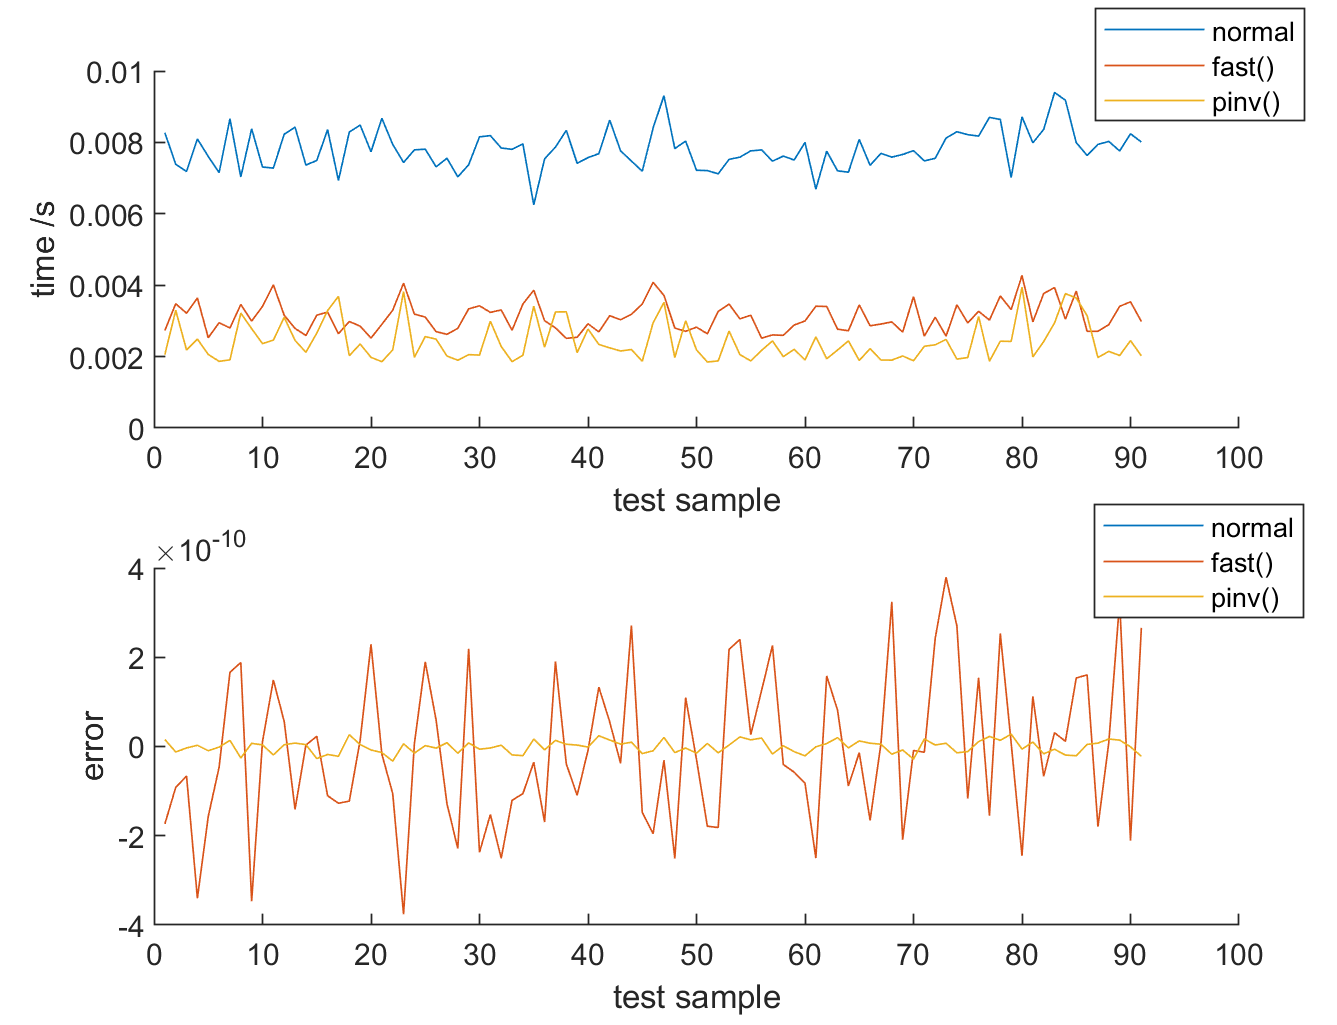 normal
fast()
pinv()
0.01
0.008
0.006
0.004
0.002
0
time /s
0 10 20 30 40 50 60 70 80 90 100
test sample
normal
fast()
pinv()
×10-10
4
2
0
-2
-4
error
0 10 20 30 40 50 60 70 80 90 100
test sample